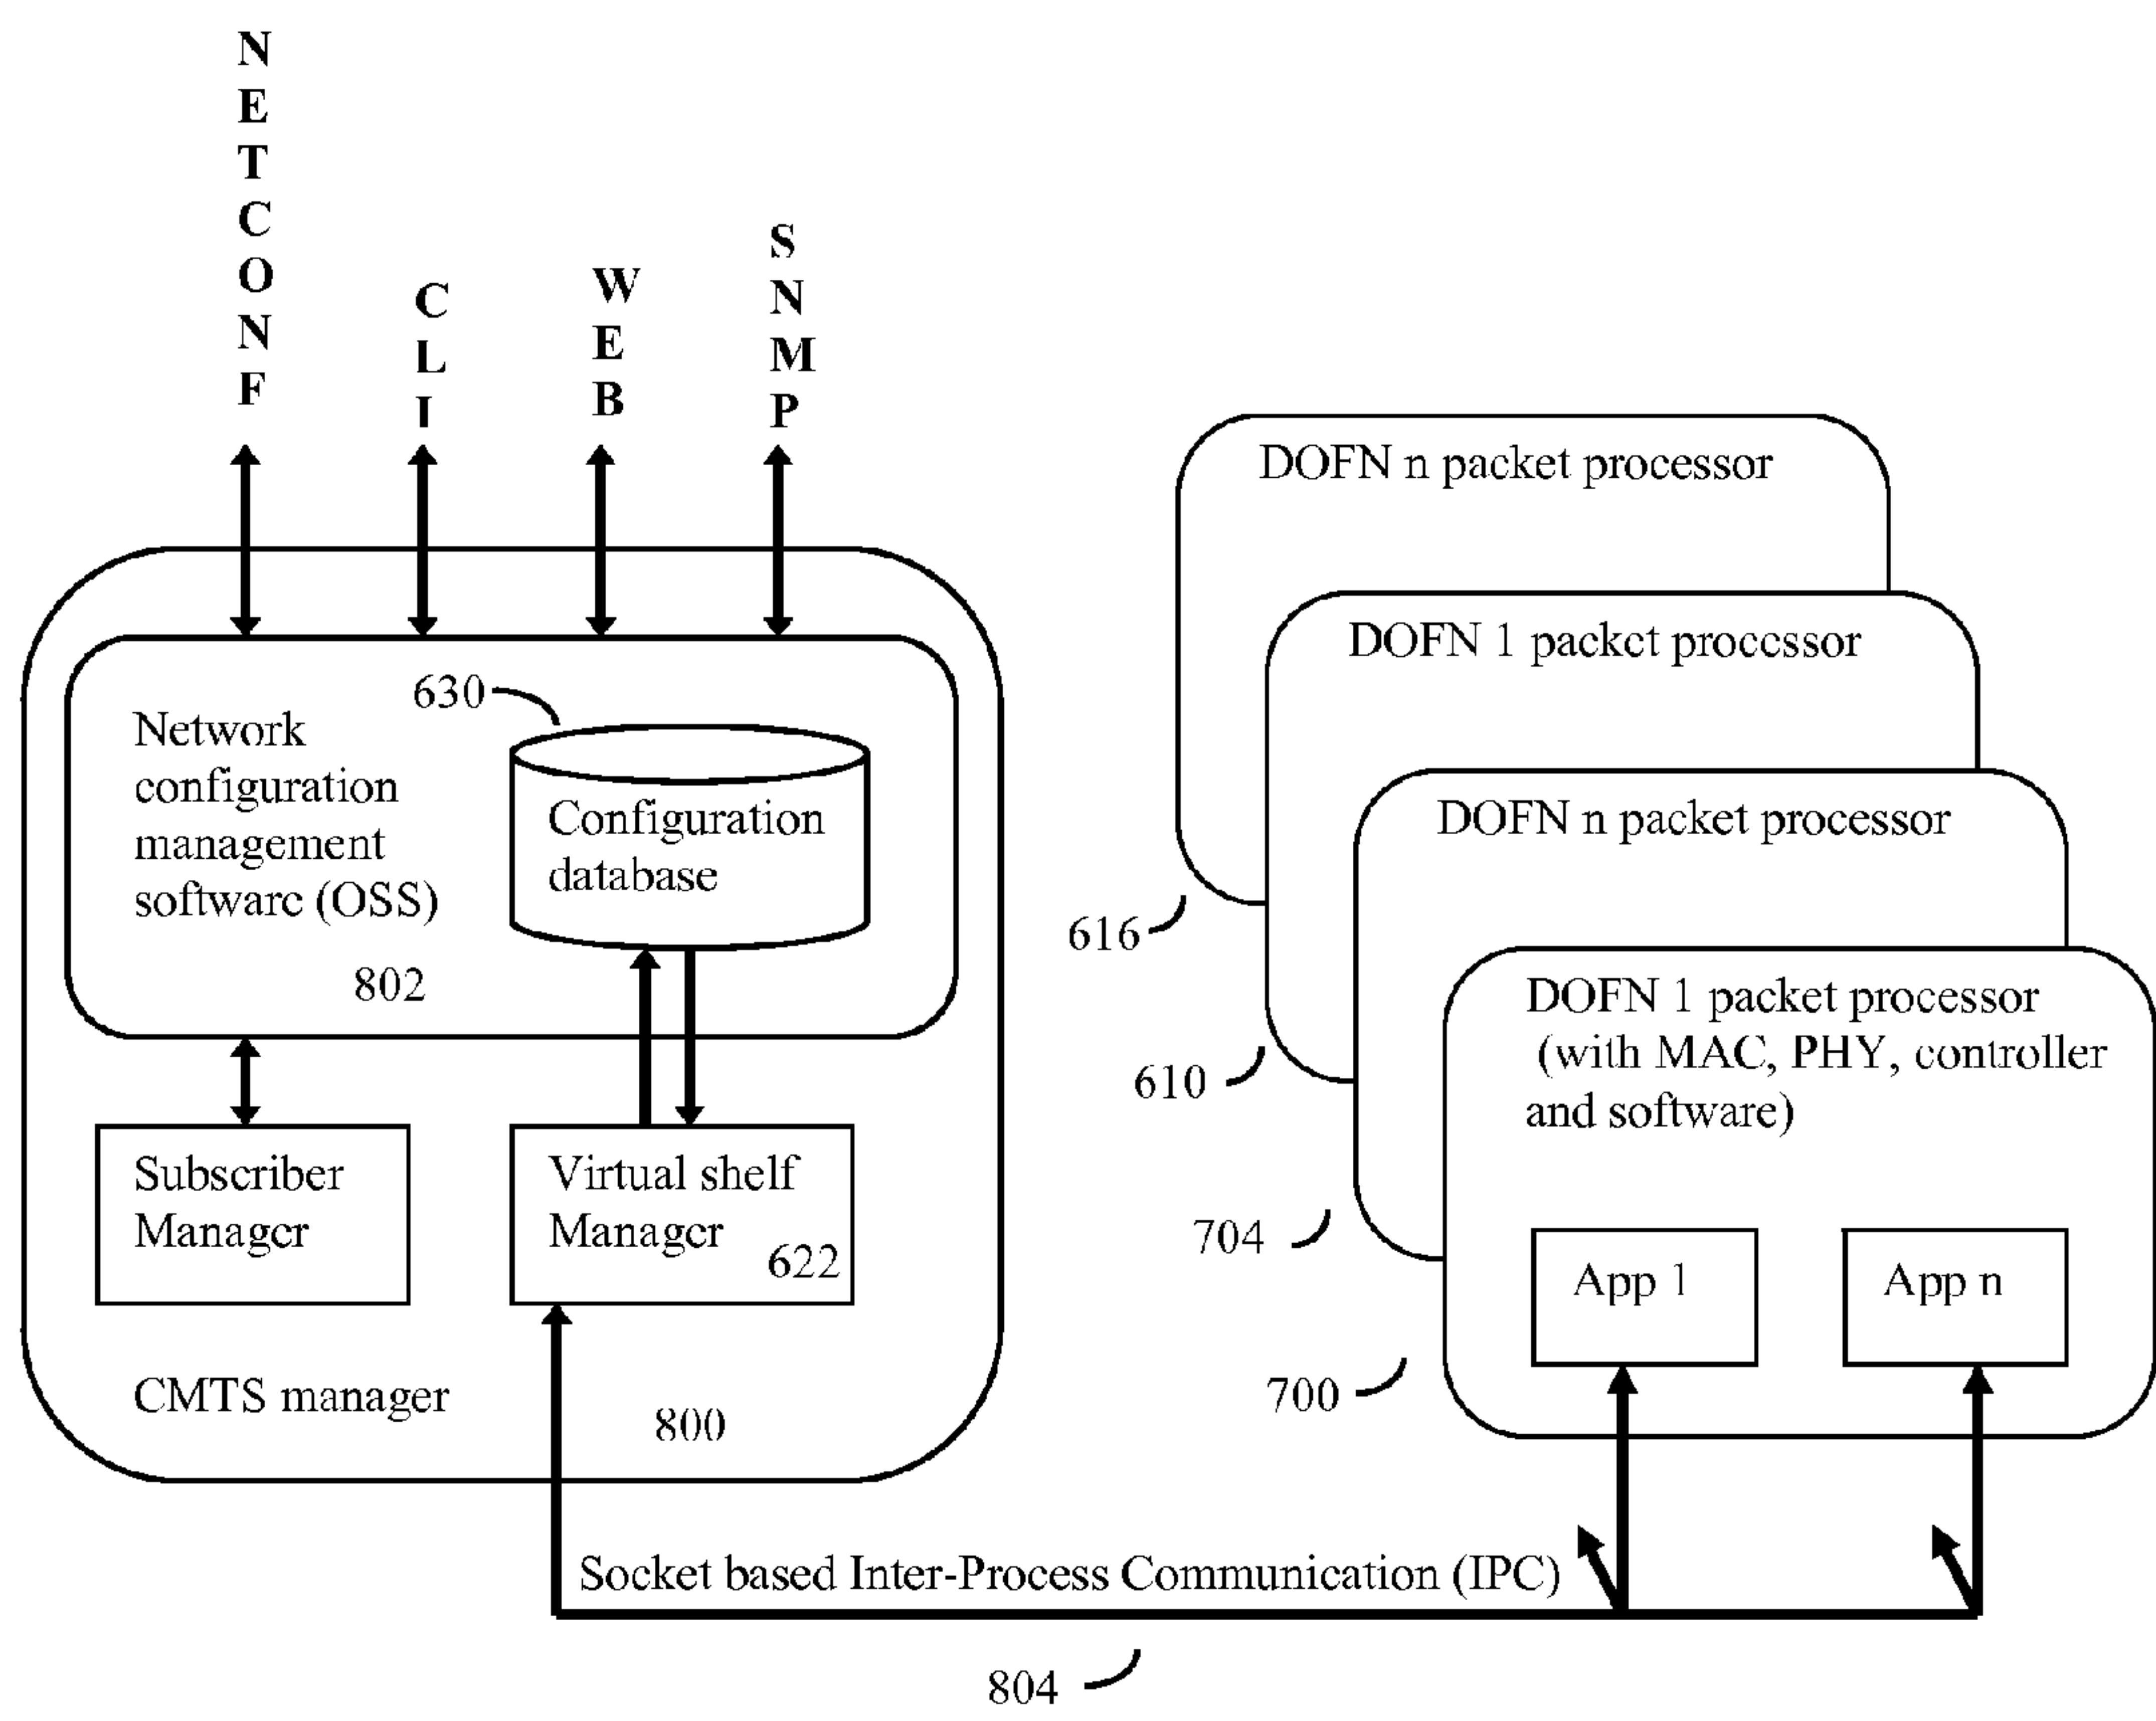 NETCONF
CLI
WEB
SNMP
630
Network
configuration
management
software (OSS)
802
Configuration
database
Subscriber
Manager
Virtual shelf
Manager
622
CMTS manager
800
DOFN n packet processor
616
DOFN 1 packet processor
610
DOFN n packet processor
704
DOFN 1 packet processor
(with MAC, PHY, controller
and software)
App 1
App n
700
Socket based Inter-Process Communication (IPC)
804